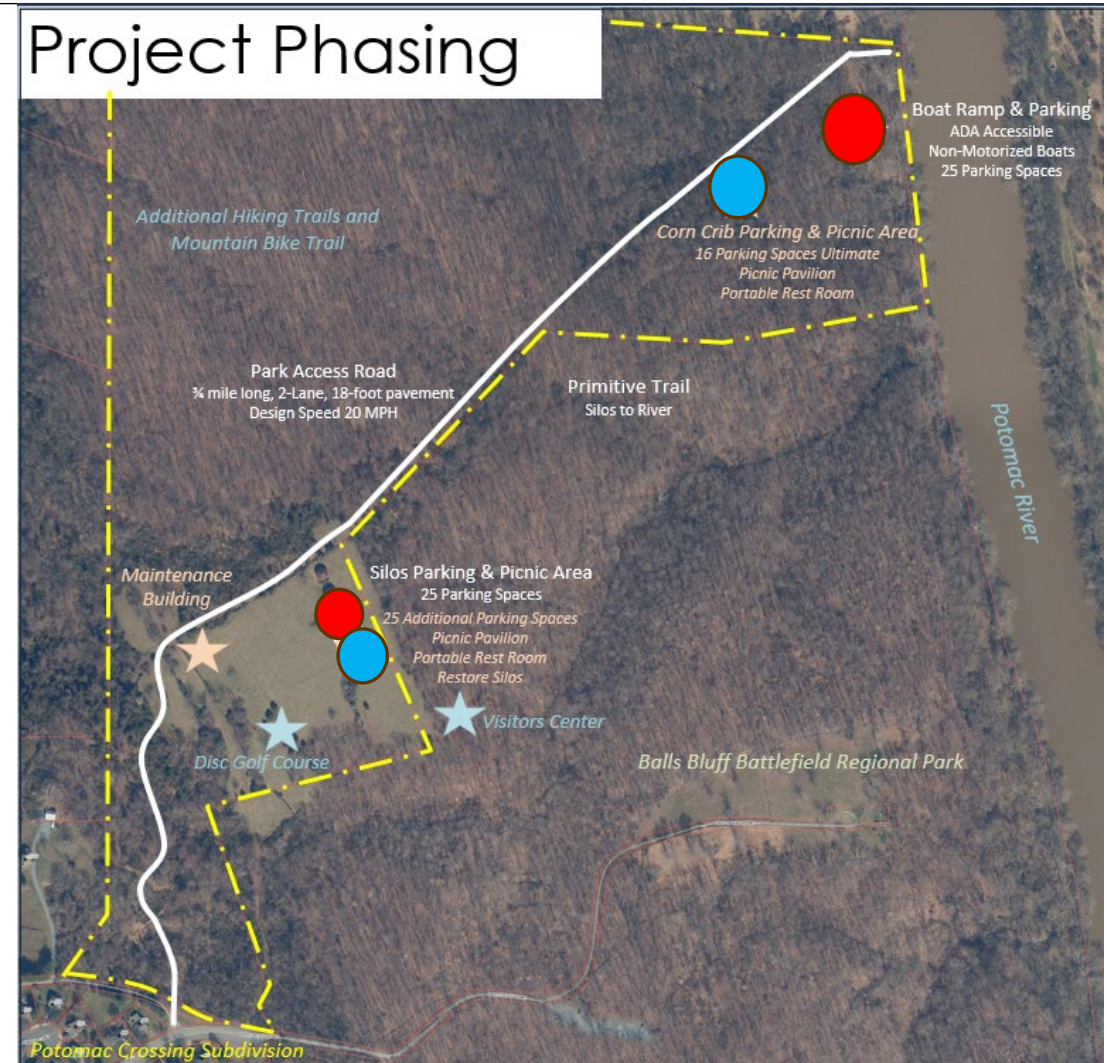 Project Phasing
Boat Ramp & Parking
ADA Accessible
Non-Motorized Boats
25 Parking Spaces
Additional Hiking Trails and
Mountain Bike Trail
Corn Crib Parking & Picnic Area
16 Parking Spaces Ultimate
Picnic Pavilion
Portable Rest Room
Park Access Road
¾ mile long, 2-Lane, 18-foot pavement
Design Speed 20 MPH
Primitive Trail
Silos to River
Potomac River
Maintenance
Building
Silos Parking & Picnic Area
25 Parking Spaces
25 Additional Parking Spaces
Picnic Pavilion
Portable Rest Room
Restore Silos
Visitors Center
Disc Golf Course
Balls Bluff Battlefield Regional Park
Potomac Crossing Subdivision